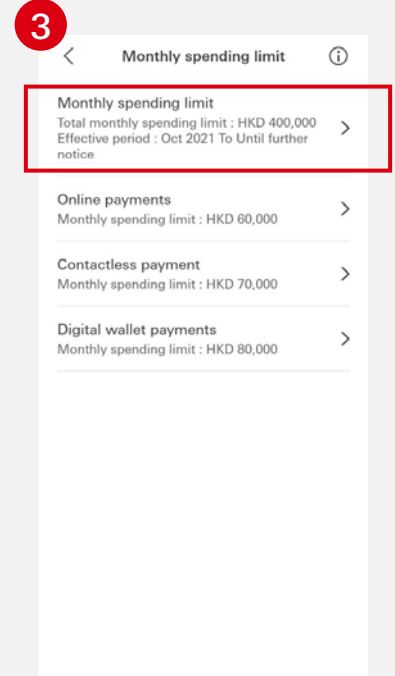 3
Monthly spending limit
Monthly spending limit
Total monthly spending limit : HKD 400,000
Effective period : Oct 2021 To Until further
notice
Online payments
Monthly spending limit : HKD 60,000
Contactless payment
Monthly spending limit : HKD 70,000
Digital wallet payments
Monthly spending limit : HKD 80,000